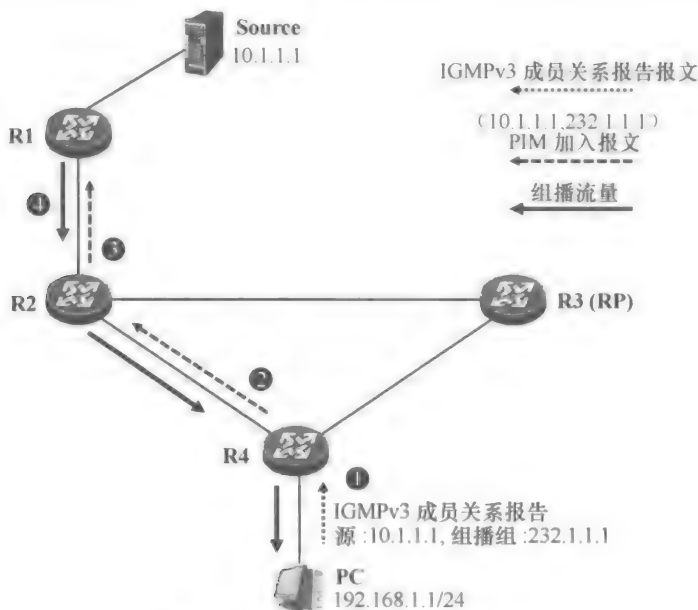 Source
10.1.1.1
IGMPv3 成员关系报告报文
(10.1.1.1,232.1.1.1)
PIM 加入报文
组播流量
R1
④
③
R2
R3 (RP)
②
R4
①
IGMPv3 成员关系报告
源:10.1.1.1, 组播组:232.1.1.1
PC
192.168.1.1/24